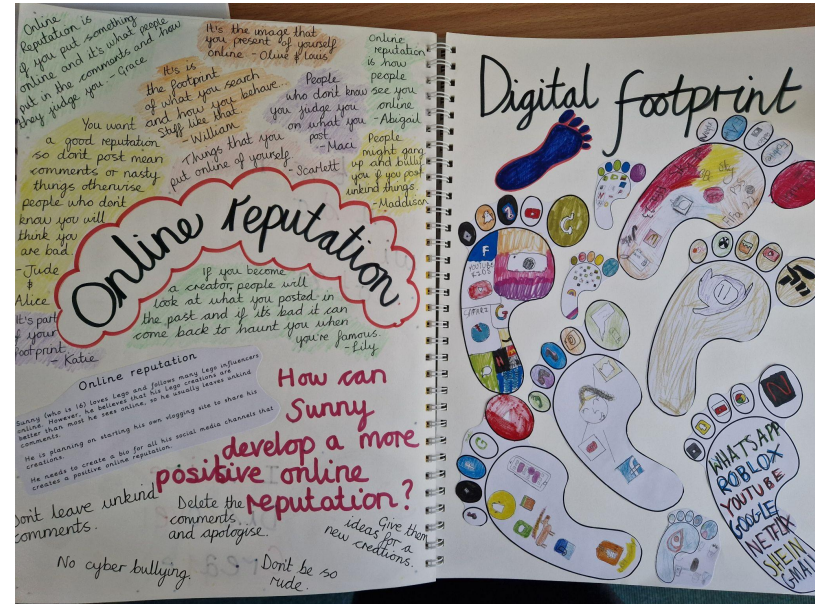 Online
Reputation is
if you put something
online and it's what people
put in the comments and how
they judge you - Grace
It's the image that
you present of yourself
online - Olive & Louis
Online
reputation
is how
people
see you
online
- Abigail
It's
the footprint
of what you search
and how you behave...
Stuff like that
- William
People
who don't know
you judge you
on what you
post.
- Maci
You want
a good reputation
so don't post mean
comments or nasty
things otherwise
people who don't
know you will
think you
are bad.
- Jude
&
Alice
Things that you
put online of yourself
- Scarlett
People
might gang
up and bully
you if you post
unkind things.
- Maddison
Online reputation
It's part
of your
footprint
- Katie
If you become
a creator, people will
look at what you posted in
the past and if it's bad it can
come back to haunt you when
you're famous.
- Lily
Online reputation
Sunny (who is 16) loves Lego and follows many Lego influencers
online. However, he believes that his Lego creations are
better than most he sees online, so he usually leaves unkind
comments.
He is planning on starting his own vlogging site to share his
creations.
He needs to create a bio for all his social media channels that
creates a positive online reputation.
How can
Sunny
develop a more
positive online
reputation?
Don't leave unkind
comments.
Delete the
comments
and apologise.
Give them
ideas for a
new creations.
No cyber bullying.
Don't be so
rude.
Digital footprint
YOUTUBE
KIDS
WHATSAPP
ROBLOX
YOUTUBE
GOOGLE
NETFLIX
SHEIN
G-MAIL